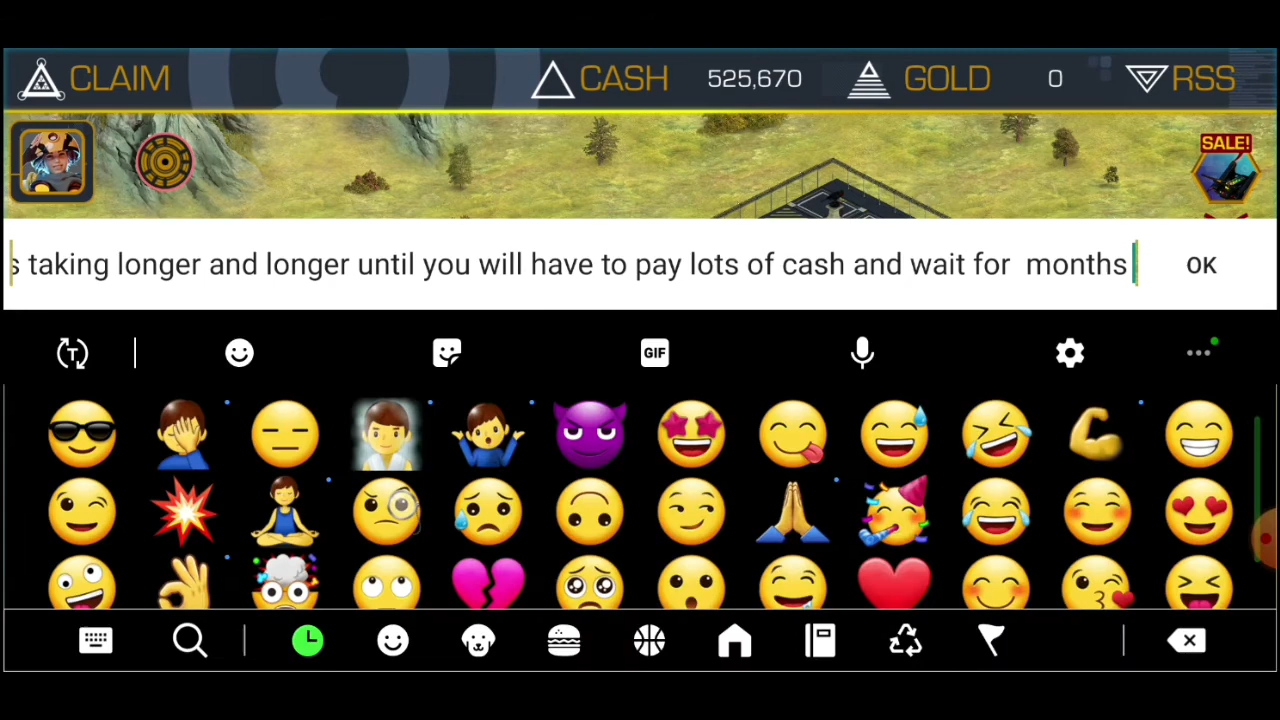 CLAIM CASH 525,670 GOLD 0 RSS
SALE!
s taking longer and longer until you will have to pay lots of cash and wait for  months OK
T GIF